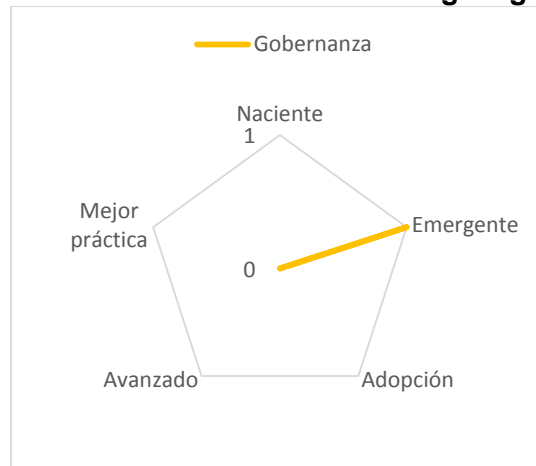 Gobernanza
Naciente
1
Mejor
práctica
Emergente
0
Avanzado
Adopción